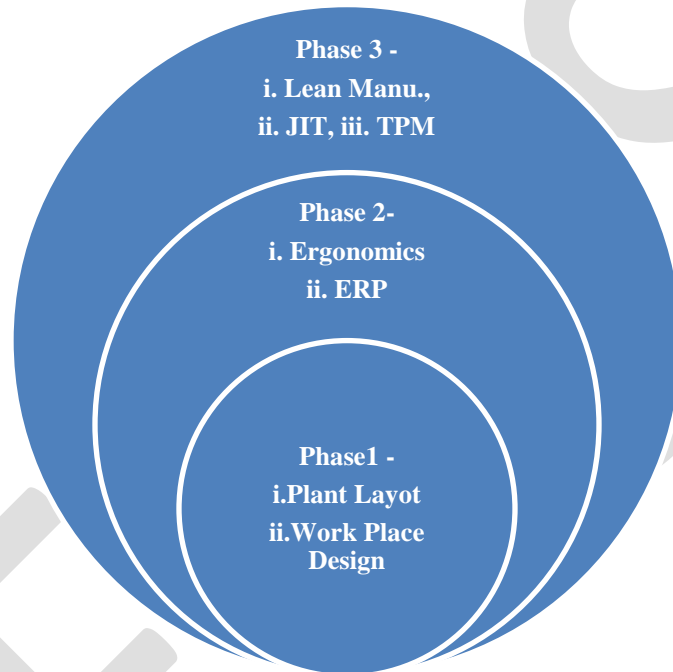 Phase 3 -
i. Lean Manu.,
ii. JIT, iii. TPM
Phase 2-
i. Ergonomics
ii. ERP
Phase1 -
i.Plant Layot
ii.Work Place
Design